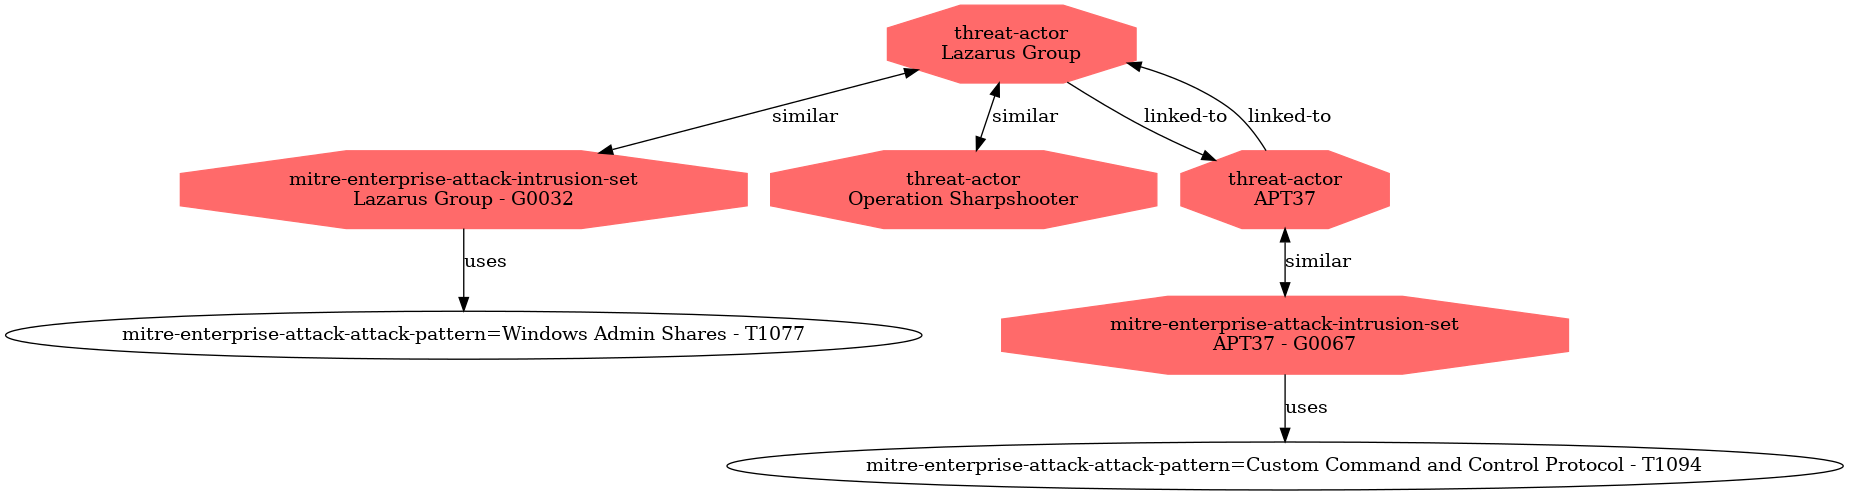 threat-actor
Lazarus Group
similar
similar
linked-to
linked-to
mitre-enterprise-attack-intrusion-set
Lazarus Group - G0032
threat-actor
Operation Sharpshooter
threat-actor
APT37
uses
similar
mitre-enterprise-attack-attack-pattern=Windows Admin Shares - T1077
mitre-enterprise-attack-intrusion-set
APT37 - G0067
uses
mitre-enterprise-attack-attack-pattern=Custom Command and Control Protocol - T1094